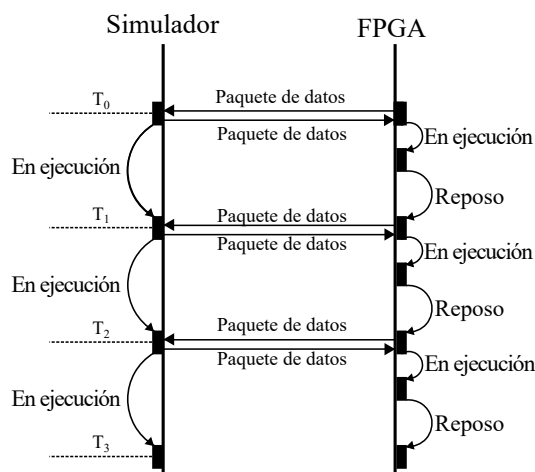 Simulador FPGA
T0 Paquete de datos
Paquete de datos En ejecución
En ejecución
Reposo
T1 Paquete de datos
Paquete de datos En ejecución
En ejecución
Reposo
T2 Paquete de datos
Paquete de datos En ejecución
En ejecución
Reposo
T3